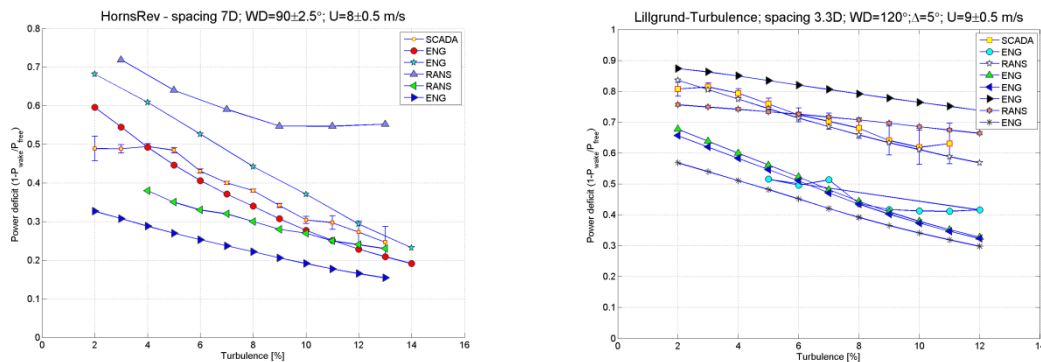 HornsRev - spacing 7D; WD=90±2.5°; U=8±0.5 m/s
0.8
0.7
0.6
0.5
0.4
0.3
0.2
0.1
0
0 2 4 6 8 10 12 14 16
Power deficit (1-P_wake/P_free)
Turbulence [%]
SCADA
ENG
ENG
RANS
RANS
ENG
Lillgrund-Turbulence; spacing 3.3D; WD=120°;Δ=5°; U=9±0.5 m/s
1
0.9
0.8
0.7
0.6
0.5
0.4
0.3
0.2
0.1
0
0 2 4 6 8 10 12 14
Power deficit (1-P_wake/P_free)
Turbulence [%]
SCADA
ENG
RANS
ENG
ENG
ENG
RANS
ENG